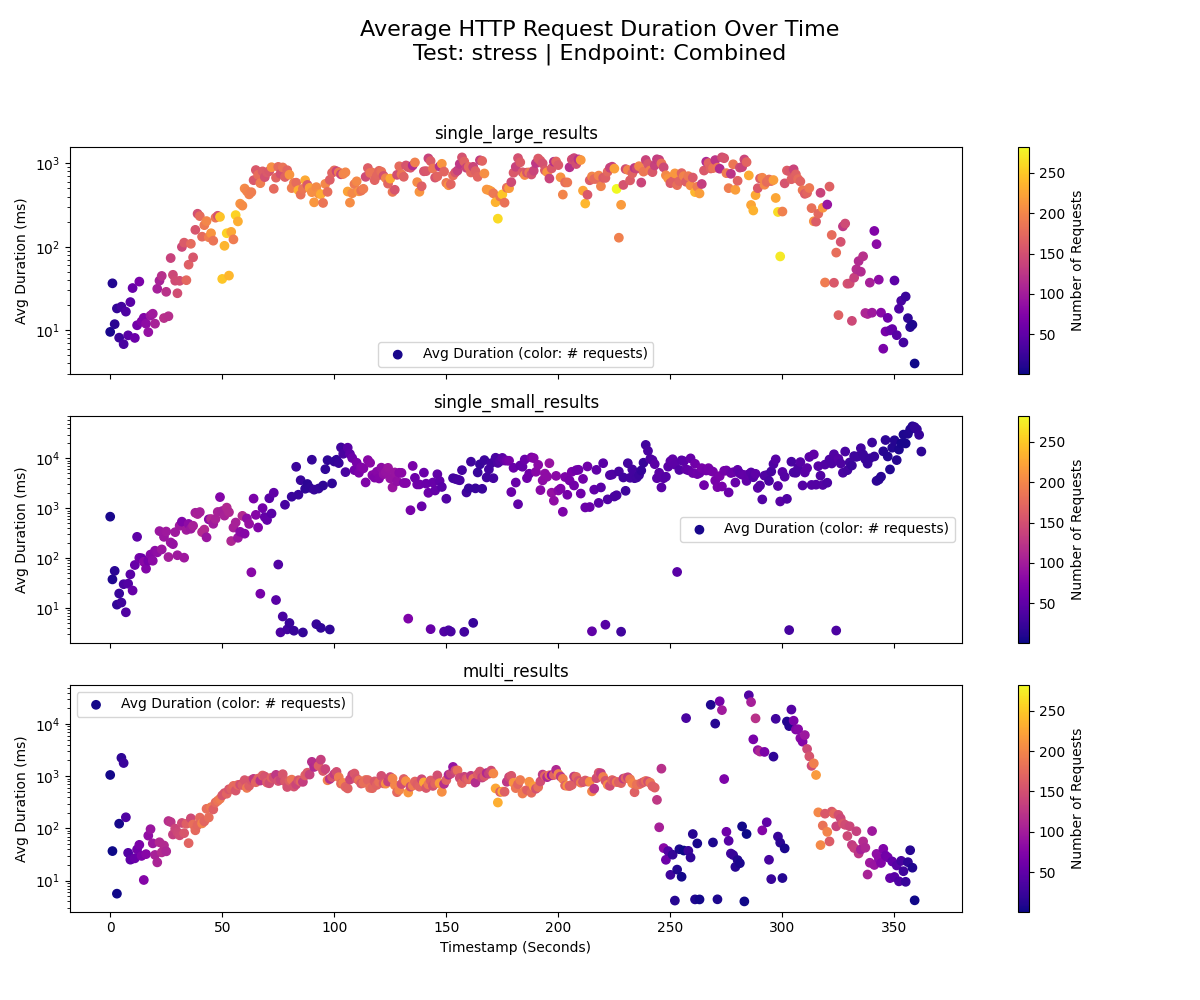 Average HTTP Request Duration Over Time
Test: stress | Endpoint: Combined
single_large_results
10³
10²
10¹
Avg Duration (ms)
Avg Duration (color: # requests)
250
200
150
100
50
Number of Requests
single_small_results
10⁴
10³
10²
10¹
Avg Duration (ms)
Avg Duration (color: # requests)
250
200
150
100
50
Number of Requests
multi_results
10⁴
10³
10²
10¹
Avg Duration (ms)
Avg Duration (color: # requests)
250
200
150
100
50
Number of Requests
0 50 100 150 200 250 300 350
Timestamp (Seconds)